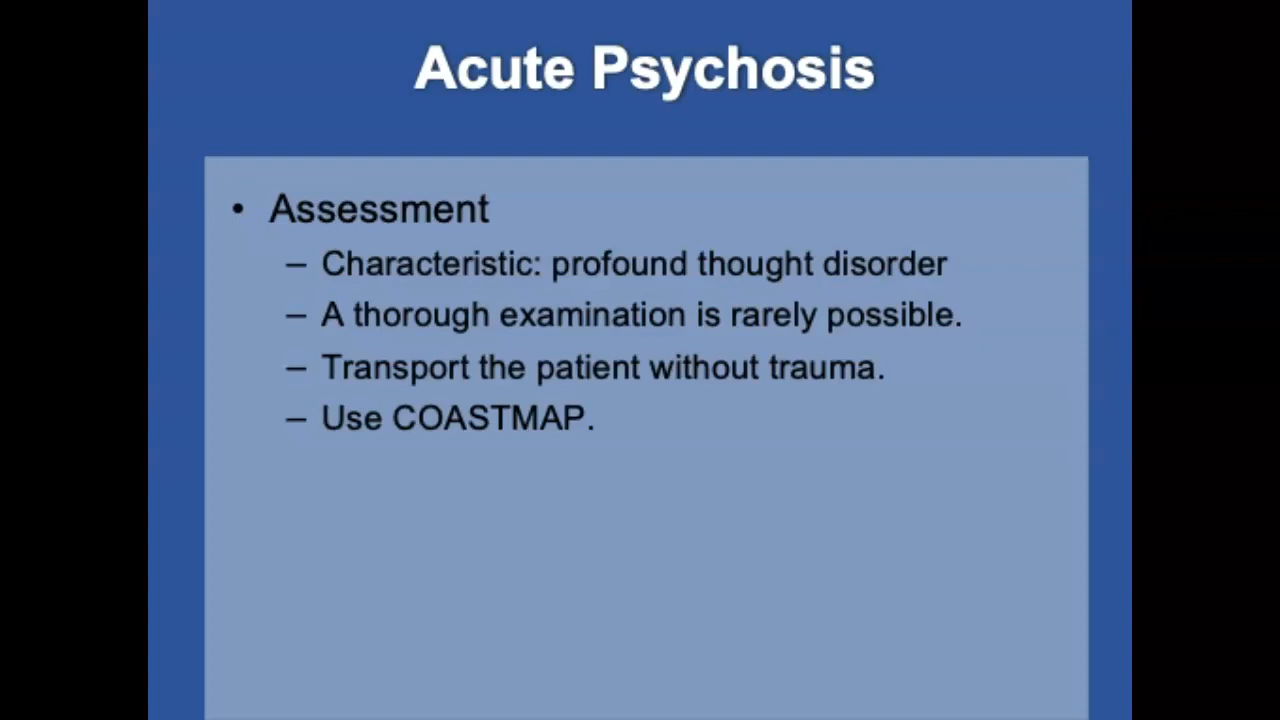 Acute Psychosis
• Assessment
– Characteristic: profound thought disorder
– A thorough examination is rarely possible.
– Transport the patient without trauma.
– Use COASTMAP.